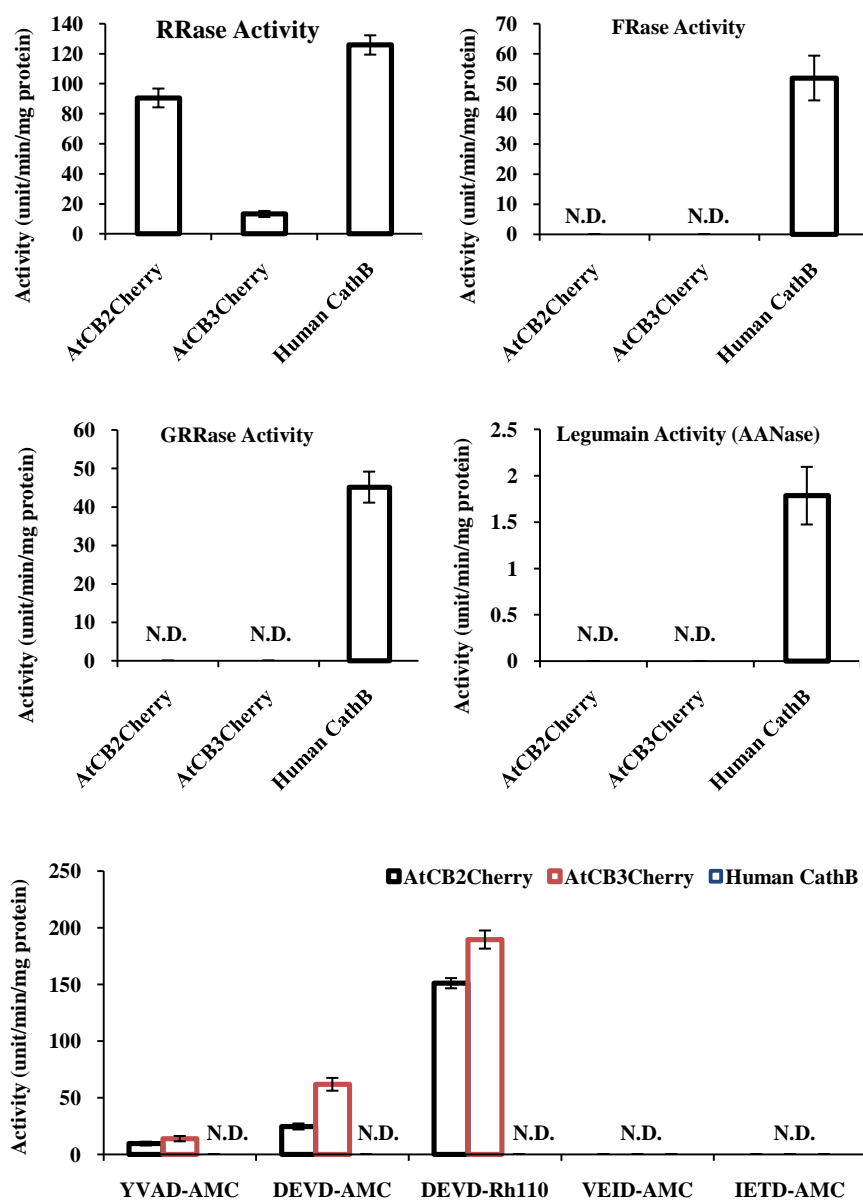 RRase Activity
Activity (unit/min/mg protein)
140
120
100
80
60
40
20
0
AtCB2Cherry
AtCB3Cherry
Human CathB
FRase Activity
Activity (unit/min/mg protein)
70
60
50
40
30
20
10
0
N.D.
N.D.
AtCB2Cherry
AtCB3Cherry
Human CathB
GRRase Activity
Activity (unit/min/mg protein)
60
50
40
30
20
10
0
N.D.
N.D.
AtCB2Cherry
AtCB3Cherry
Human CathB
Legumain Activity (AANase)
Activity (unit/min/mg protein)
2.5
2
1.5
1
0.5
0
N.D.
N.D.
AtCB2Cherry
AtCB3Cherry
Human CathB
Activity (unit/min/mg protein)
250
200
150
100
50
0
AtCB2Cherry AtCB3Cherry Human CathB
N.D. N.D. N.D. N.D. N.D.
YVAD-AMC DEVD-AMC DEVD-Rh110 VEID-AMC IETD-AMC